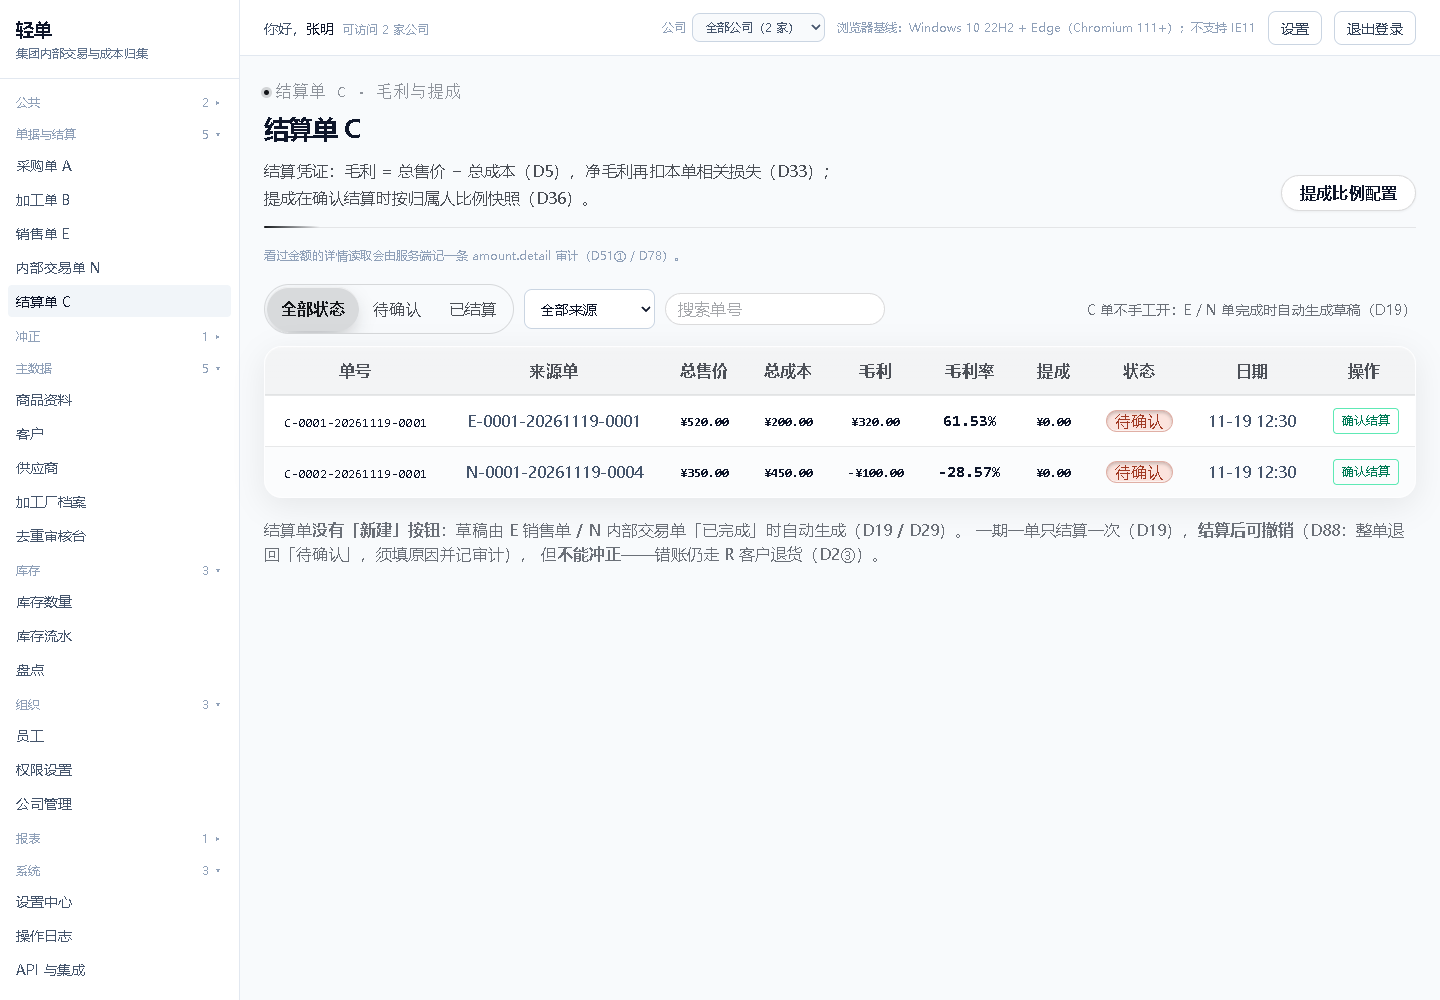 轻单
集团内部交易与成本归集
公共 2
单据与结算 5
采购单 A
加工单 B
销售单 E
内部交易单 N
结算单 C
冲正 1
主数据 5
商品资料
客户
供应商
加工厂档案
去重审核台
库存 3
库存数量
库存流水
盘点
组织 3
员工
权限设置
公司管理
报表 1
系统 3
设置中心
操作日志
API 与集成
你好，张明 可访问 2 家公司
公司 全部公司（2 家） 浏览器基线：Windows 10 22H2 + Edge（Chromium 111+）；不支持 IE11 设置 退出登录
结算单 C - 毛利与提成
结算单 C
结算凭证：毛利 = 总售价 − 总成本（D5），净毛利再扣本单相关损失（D33）；
提成在确认结算时按归属人比例快照（D36）。
提成比例配置
看过金额的详情读取会由服务端记一条 amount.detail 审计（D51① / D78）。
全部状态 待确认 已结算 全部来源 搜索单号 C 单不手工开：E / N 单完成时自动生成草稿（D19）
单号 来源单 总售价 总成本 毛利 毛利率 提成 状态 日期 操作
C-0001-20261119-0001 E-0001-20261119-0001 ¥520.00 ¥200.00 ¥320.00 61.53% ¥0.00 待确认 11-19 12:30 确认结算
C-0002-20261119-0001 N-0001-20261119-0004 ¥350.00 ¥450.00 -¥100.00 -28.57% ¥0.00 待确认 11-19 12:30 确认结算
结算单没有「新建」按钮：草稿由 E 销售单 / N 内部交易单「已完成」时自动生成（D19 / D29）。 一期一单只结算一次（D19），结算后可撤销（D88：整单退
回「待确认」，须填原因并记审计）， 但不能冲正——错账仍走 R 客户退货（D2③）。